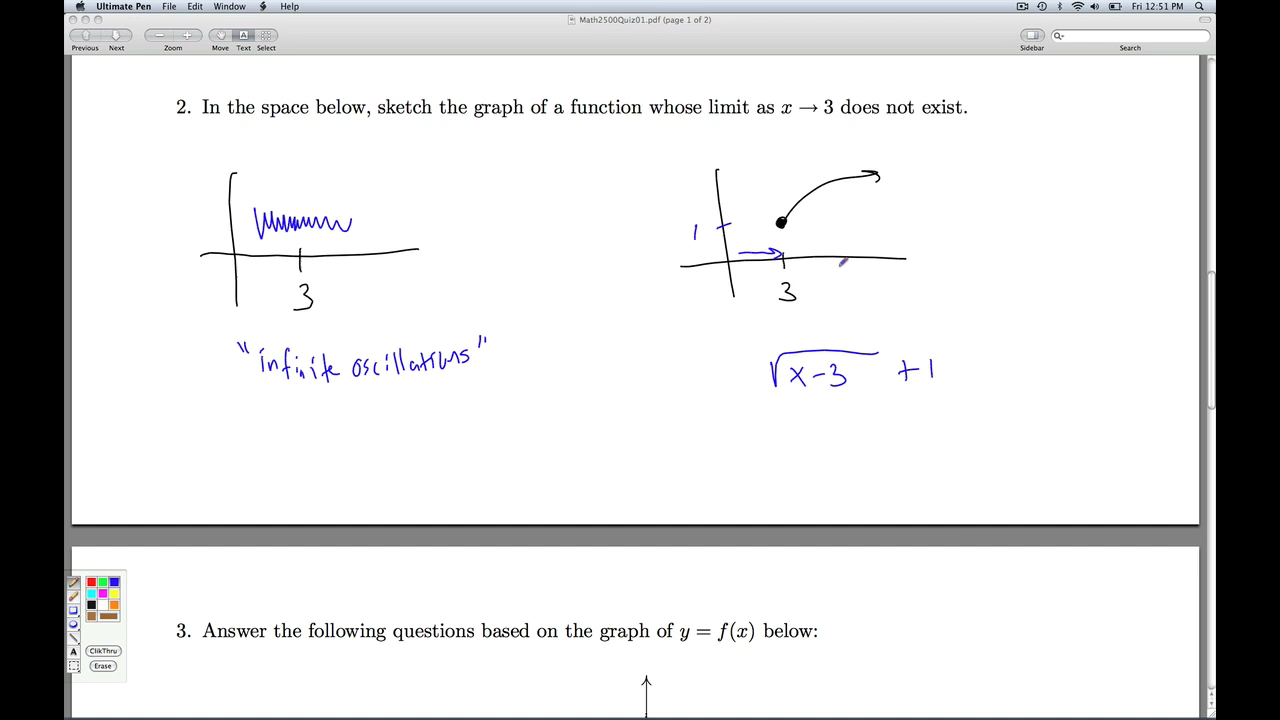 Ultimate Pen File Edit Window Help Fri 12:51 PM
Math2500Quiz01.pdf (page 1 of 2)
Previous Next Zoom Move Text Select Sidebar Search
2. In the space below, sketch the graph of a function whose limit as x → 3 does not exist.
1
3
3
"infinite oscillations"
√x-3 + 1
3. Answer the following questions based on the graph of y = f(x) below:
A
ClikThru
Erase